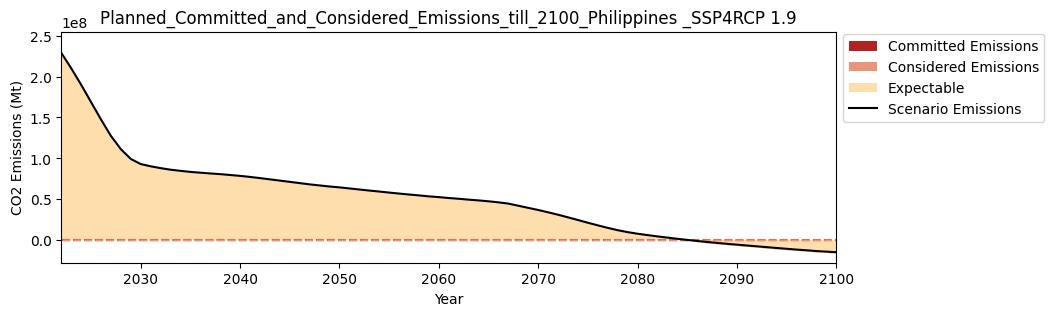 Planned_Committed_and_Considered_Emissions_till_2100_Philippines _SSP4RCP 1.9
1e8
CO2 Emissions (Mt)
2.5
2.0
1.5
1.0
0.5
0.0
2030 2040 2050 2060 2070 2080 2090 2100
Year
Committed Emissions
Considered Emissions
Expectable
Scenario Emissions